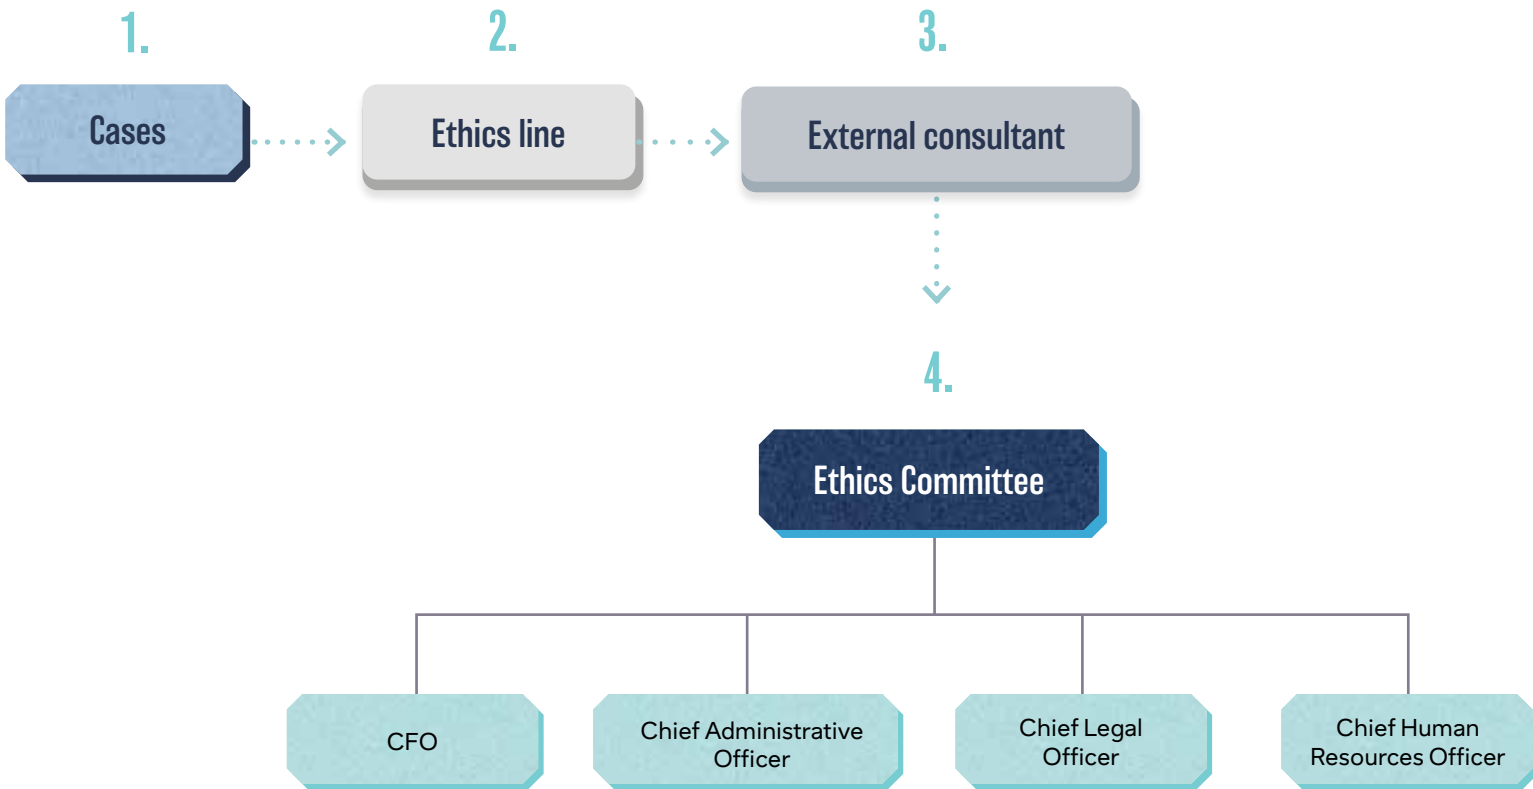 1.
2.
3.
Cases
Ethics line
External consultant
4.
Ethics Committee
CFO
Chief Administrative
Officer
Chief Legal
Officer
Chief Human
Resources Officer